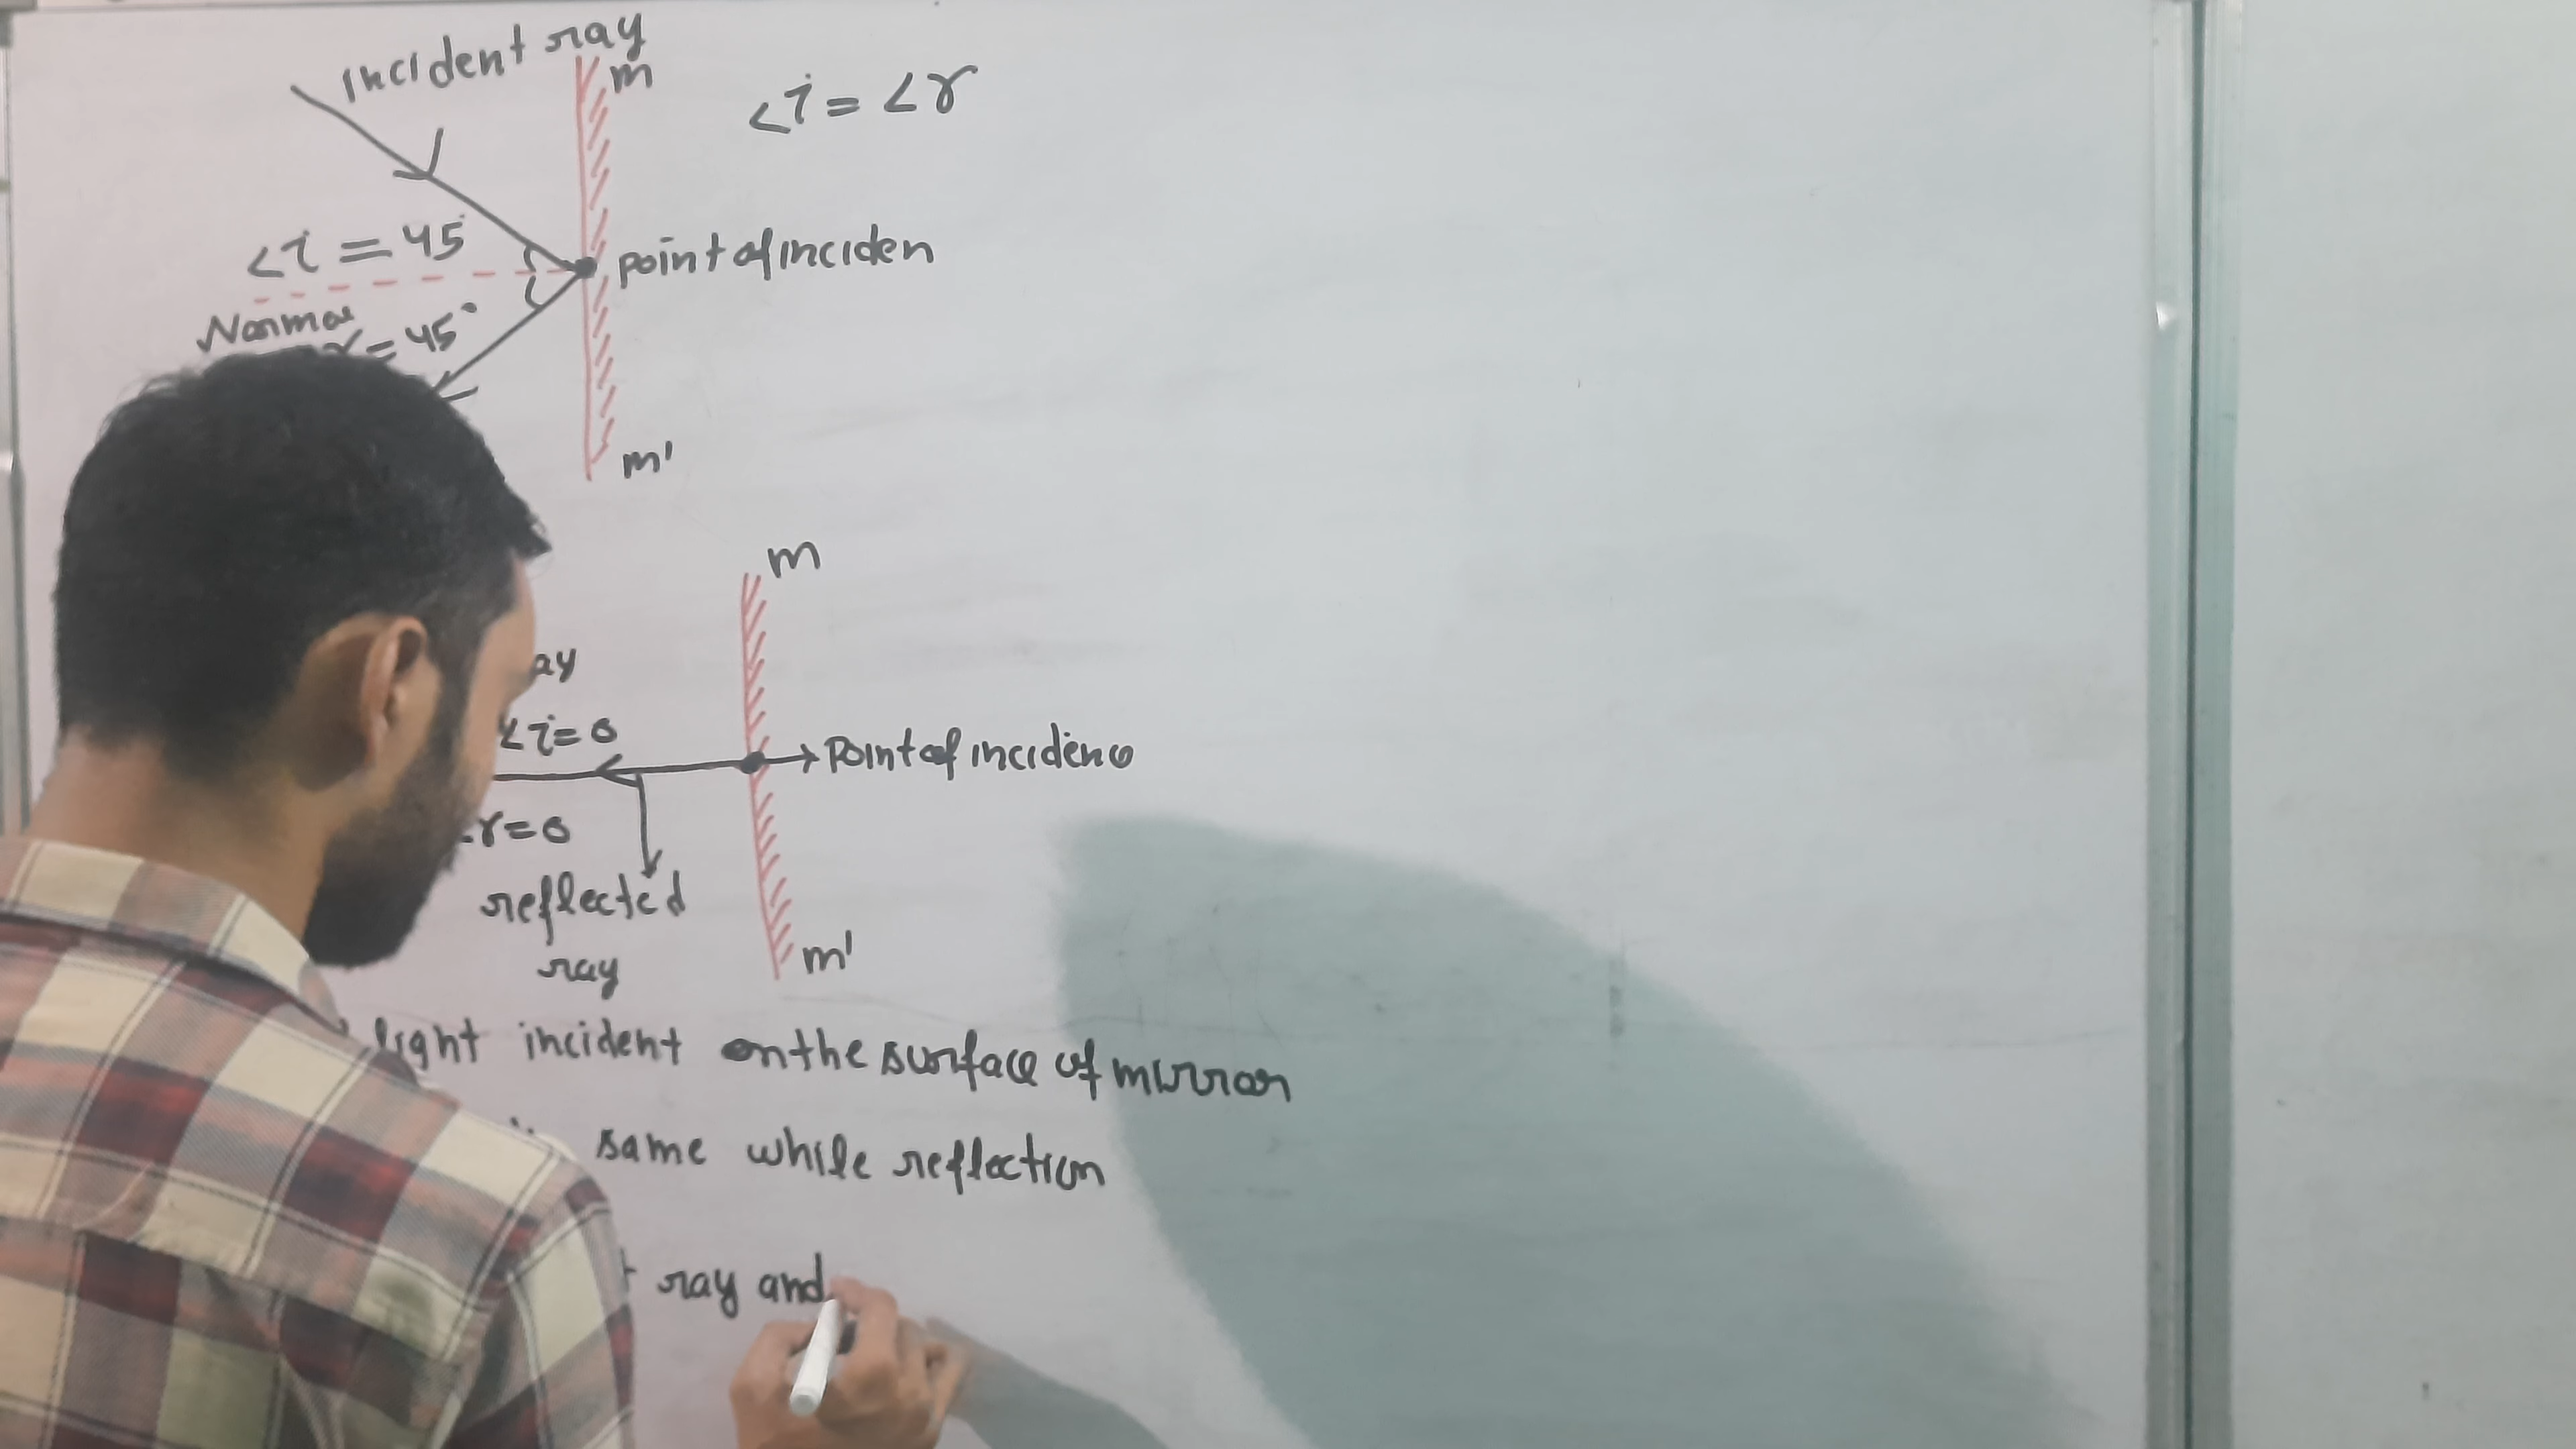 incident ray
m
<i = <r
<i = 45
point of inciden
Normal
r = 45°
m'
m
ay
<i = 0
Point of incidence
r = 0
reflected
ray
m'
light incident on the surface of mirror
same while reflection
t ray and